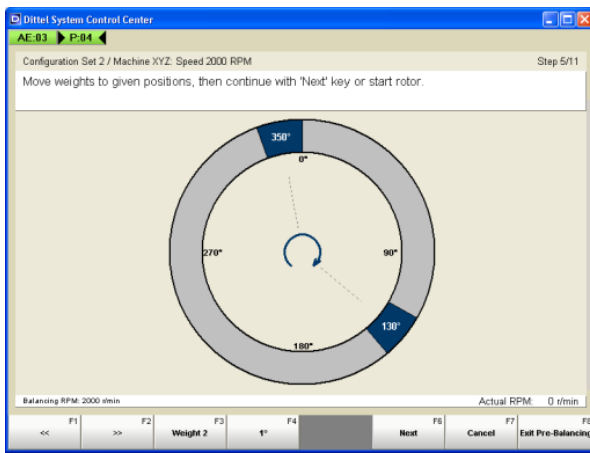 Dittel System Control Center
AE:03 P:04
Configuration Set 2 / Machine XYZ: Speed 2000 RPM Step 5/11
Move weights to given positions, then continue with 'Next' key or start rotor.
350°
0°
270° 90°
130°
180°
Balancing RPM: 2000 r/min Actual RPM: 0 r/min
F1 F2 F3 F4 F6 F7 F8
<< >> Weight 2 1° Next Cancel Exit Pre-Balancing